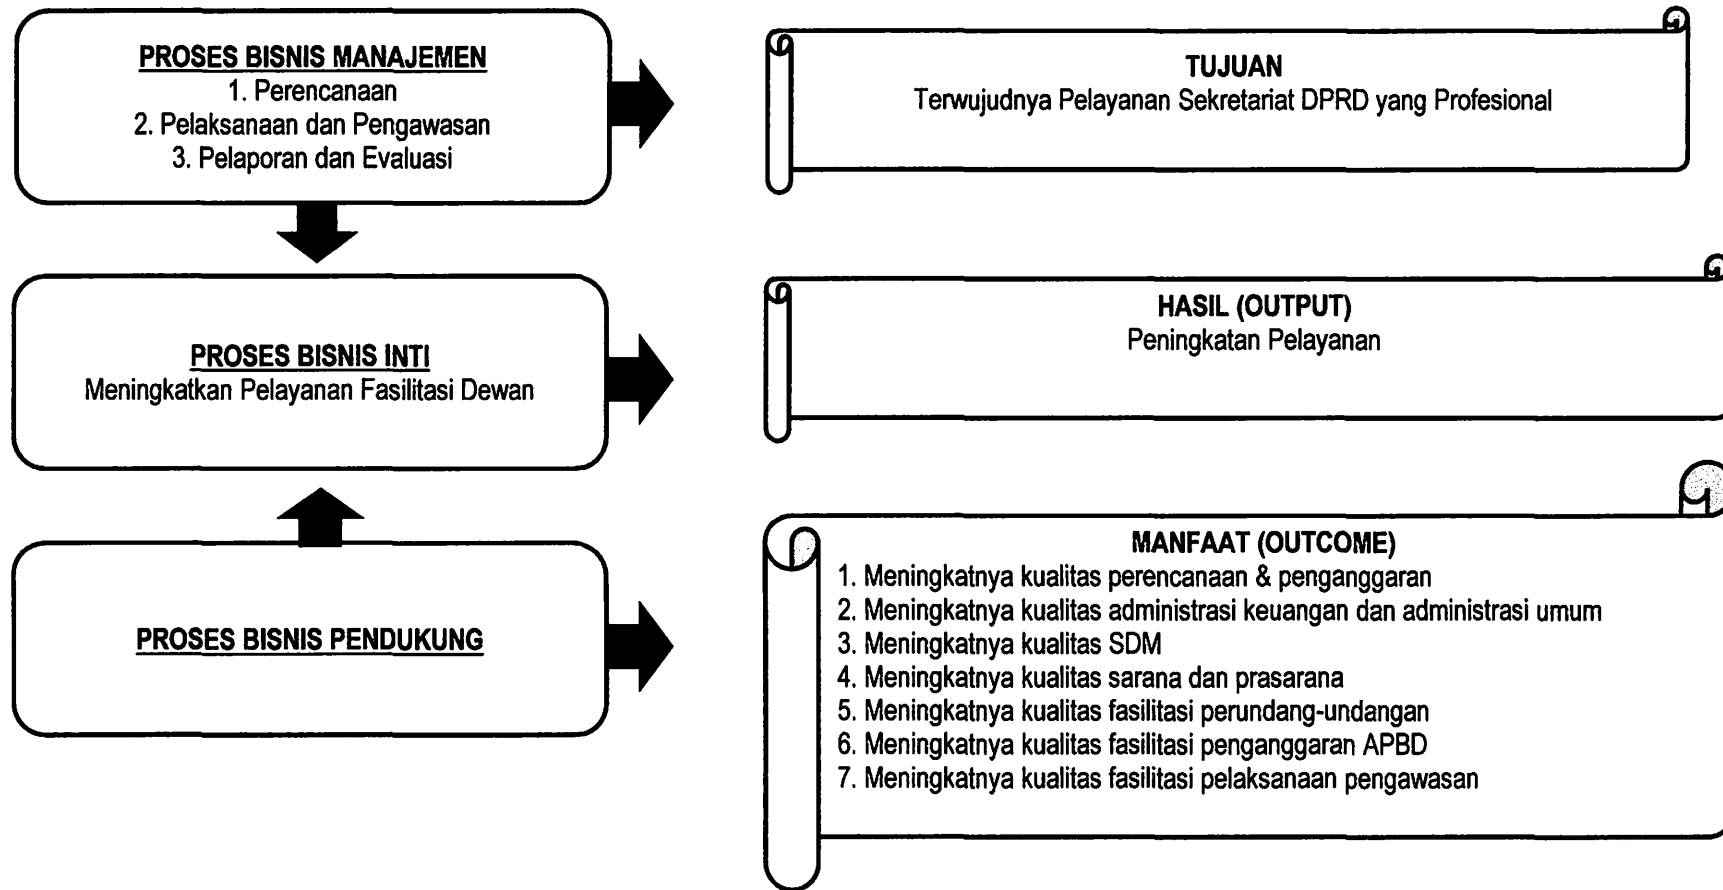 PROSES BISNIS MANAJEMEN
1. Perencanaan
2. Pelaksanaan dan Pengawasan
3. Pelaporan dan Evaluasi
TUJUAN
Terwujudnya Pelayanan Sekretariat DPRD yang Profesional
PROSES BISNIS INTI
Meningkatkan Pelayanan Fasilitasi Dewan
HASIL (OUTPUT)
Peningkatan Pelayanan
PROSES BISNIS PENDUKUNG
MANFAAT (OUTCOME)
1. Meningkatnya kualitas perencanaan & penganggaran
2. Meningkatnya kualitas administrasi keuangan dan administrasi umum
3. Meningkatnya kualitas SDM
4. Meningkatnya kualitas sarana dan prasarana
5. Meningkatnya kualitas fasilitasi perundang-undangan
6. Meningkatnya kualitas fasilitasi penganggaran APBD
7. Meningkatnya kualitas fasilitasi pelaksanaan pengawasan